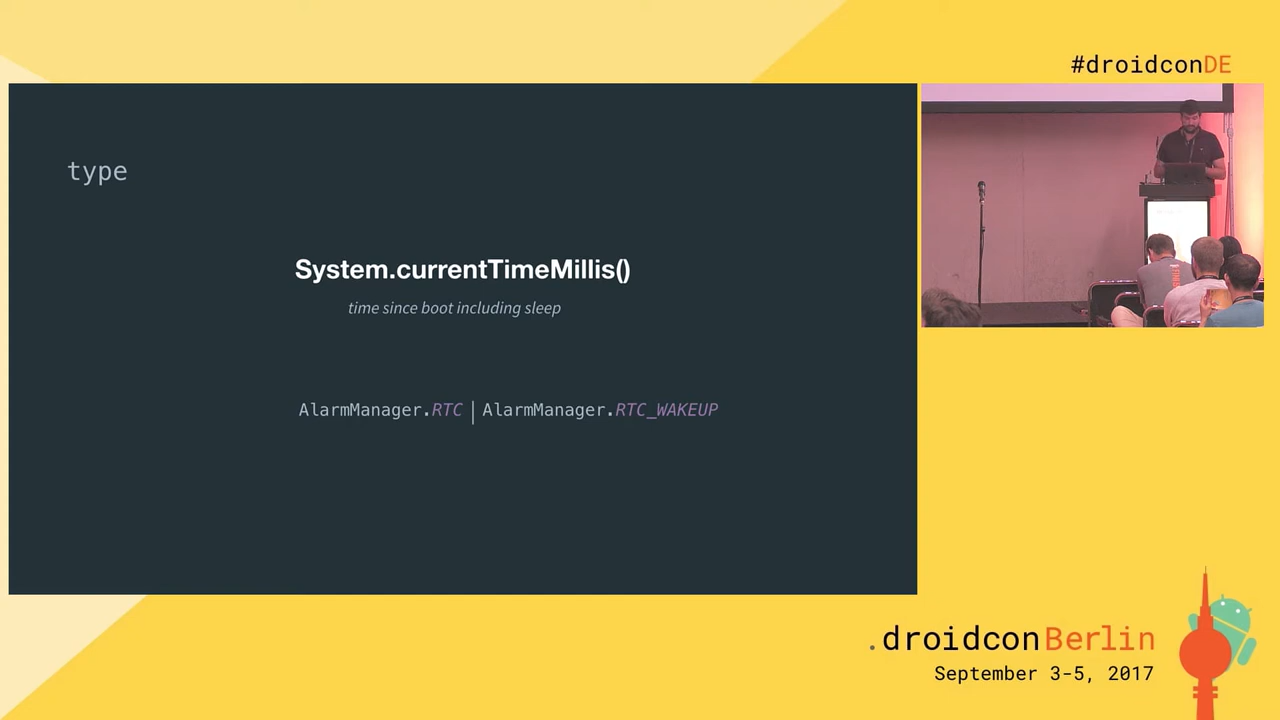 #droidconDE
type
System.currentTimeMillis()
time since boot including sleep
AlarmManager.RTC | AlarmManager.RTC_WAKEUP
.droidconBerlin
September 3-5, 2017